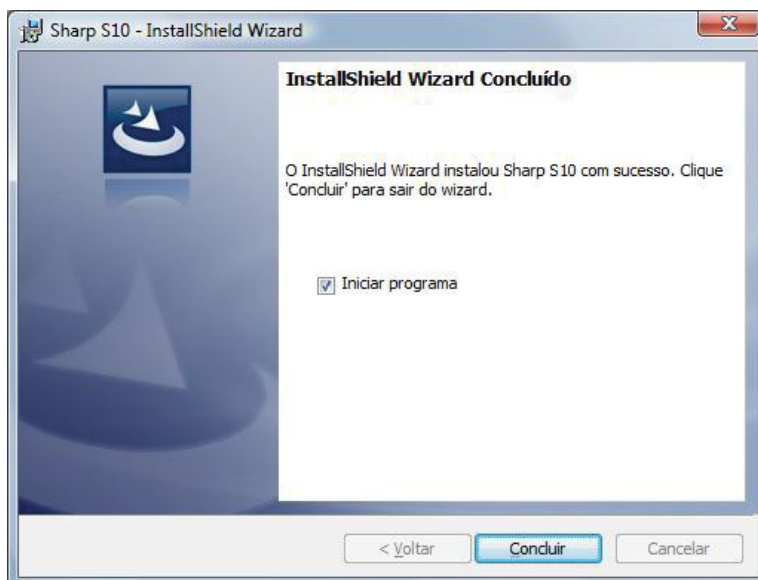 Sharp S10 - InstallShield Wizard
InstallShield Wizard Concluído
O InstallShield Wizard instalou Sharp S10 com sucesso. Clique
'Concluir' para sair do wizard.
Iniciar programa
< Voltar
Concluir
Cancelar